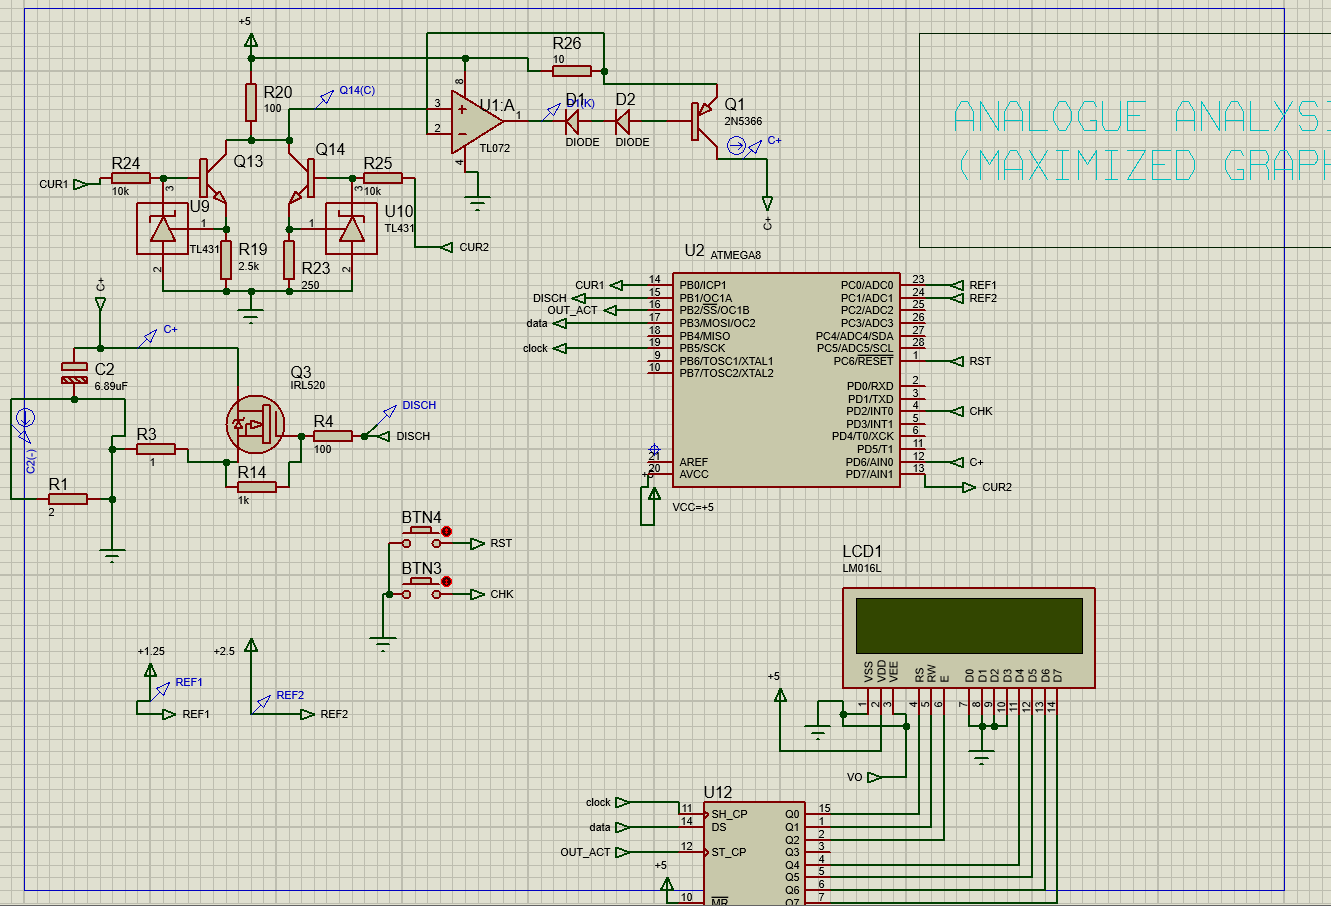 +5
R20
100
Q14(C)
R26
10
U1:A
TL072
3
2
8
4
1
D1
D1(K)
DIODE
D2
DIODE
Q1
2N5366
C+
C+
ANALOGUE ANALYSI
(MAXIMIZED GRAPH
CUR1
R24
10k
Q13
Q14
R25
10k
3
3
U9
TL431
1
2
R19
2.5k
R23
250
1
2
U10
TL431
CUR2
C+
C+
C2
6.89uF
C2(-)
Q3
IRL520
DISCH
R4
100
DISCH
R3
1
R14
1k
R1
2
U2
ATMEGA8
CUR1
14
PB0/ICP1
DISCH
15
PB1/OC1A
OUT_ACT
16
PB2/SS/OC1B
data
17
PB3/MOSI/OC2
18
PB4/MISO
clock
19
PB5/SCK
9
PB6/TOSC1/XTAL1
10
PB7/TOSC2/XTAL2
21
AREF
20
AVCC
+5
VCC=+5
PC0/ADC0
23
REF1
PC1/ADC1
24
REF2
PC2/ADC2
25
PC3/ADC3
26
PC4/ADC4/SDA
27
PC5/ADC5/SCL
28
PC6/RESET
1
RST
PD0/RXD
2
PD1/TXD
3
PD2/INT0
4
CHK
PD3/INT1
5
PD4/T0/XCK
6
PD5/T1
11
PD6/AIN0
12
C+
PD7/AIN1
13
CUR2
BTN4
RST
BTN3
CHK
+1.25
REF1
REF1
+2.5
REF2
REF2
LCD1
LM016L
VSS
VDD
VEE
RS
RW
E
D0
D1
D2
D3
D4
D5
D6
D7
1
2
3
4
5
6
7
8
9
10
11
12
13
14
+5
VO
U12
clock
11
SH_CP
data
14
DS
OUT_ACT
12
ST_CP
+5
10
MR
Q0
15
Q1
1
Q2
2
Q3
3
Q4
4
Q5
5
Q6
6
Q7
7